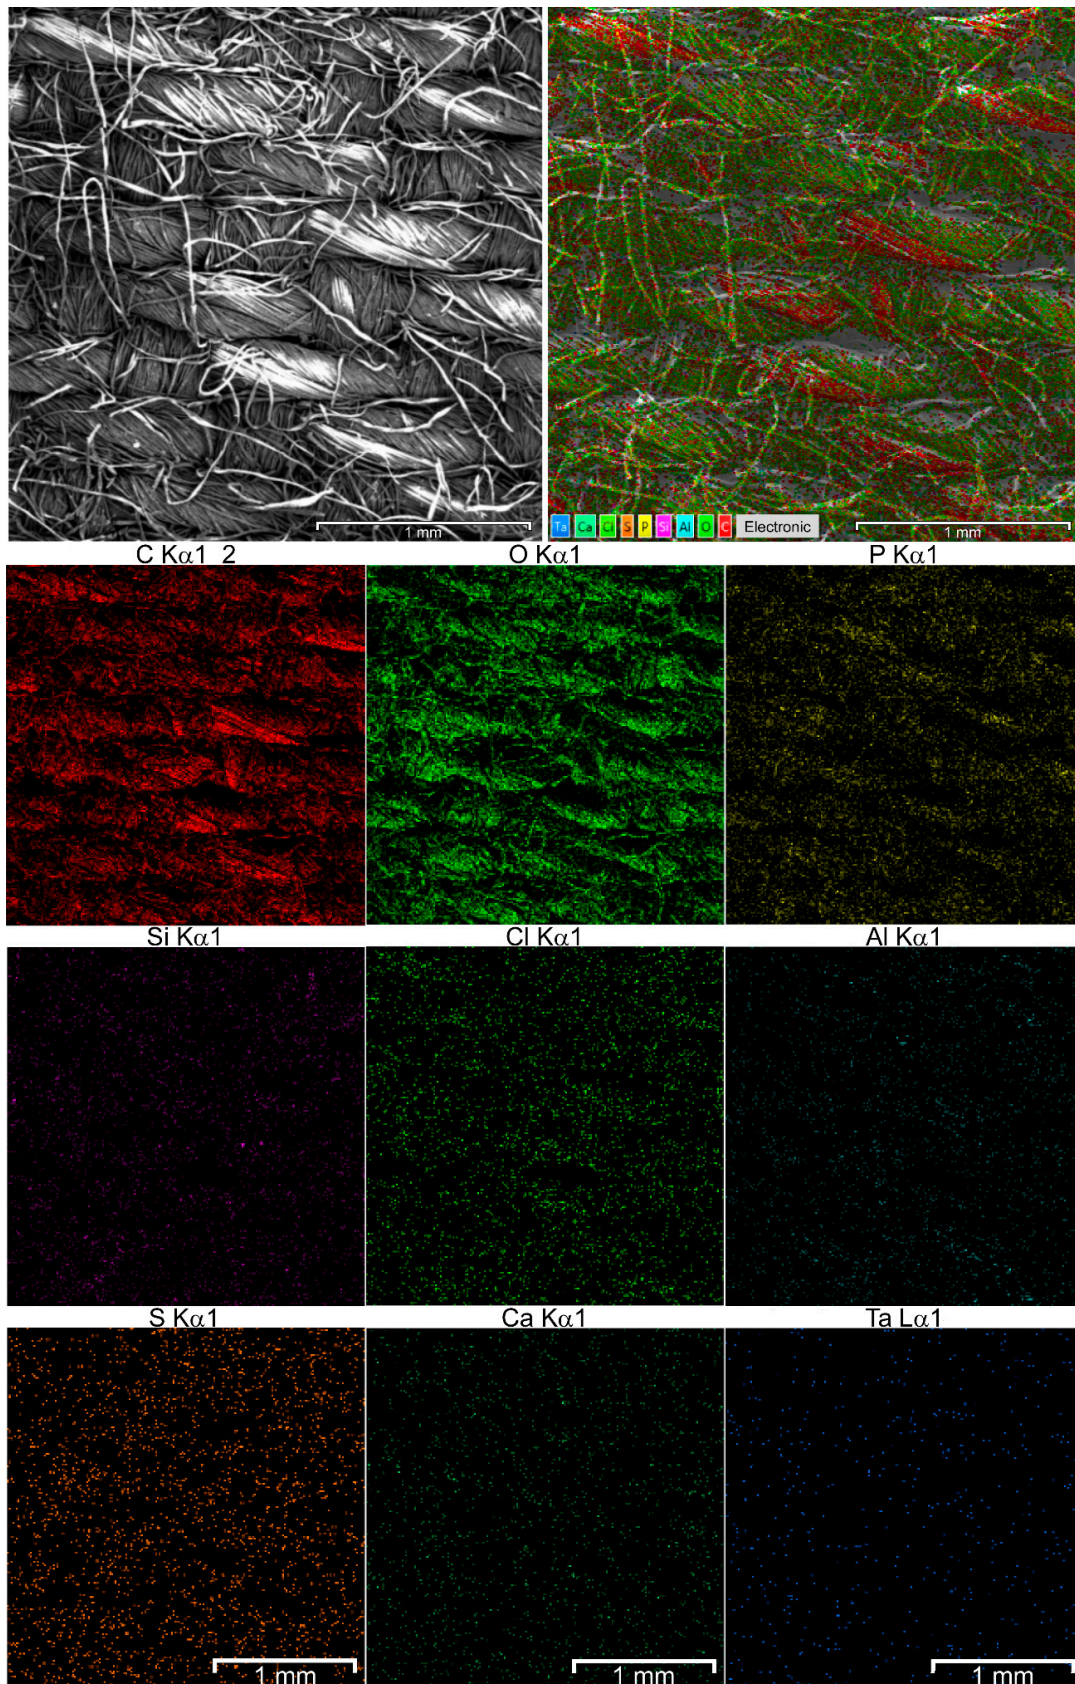 1 mm
Ta Ca Cl S P Si Al O C Electronic
1 mm
C Kα1_2
O Kα1
P Kα1
Si Kα1
Cl Kα1
Al Kα1
S Kα1
Ca Kα1
Ta Lα1
1 mm
1 mm
1 mm